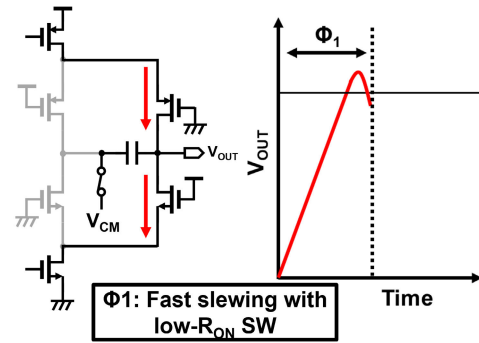 Φ1
VOUT
VCM
VOUT
Time
Φ1: Fast slewing with
low-RON SW